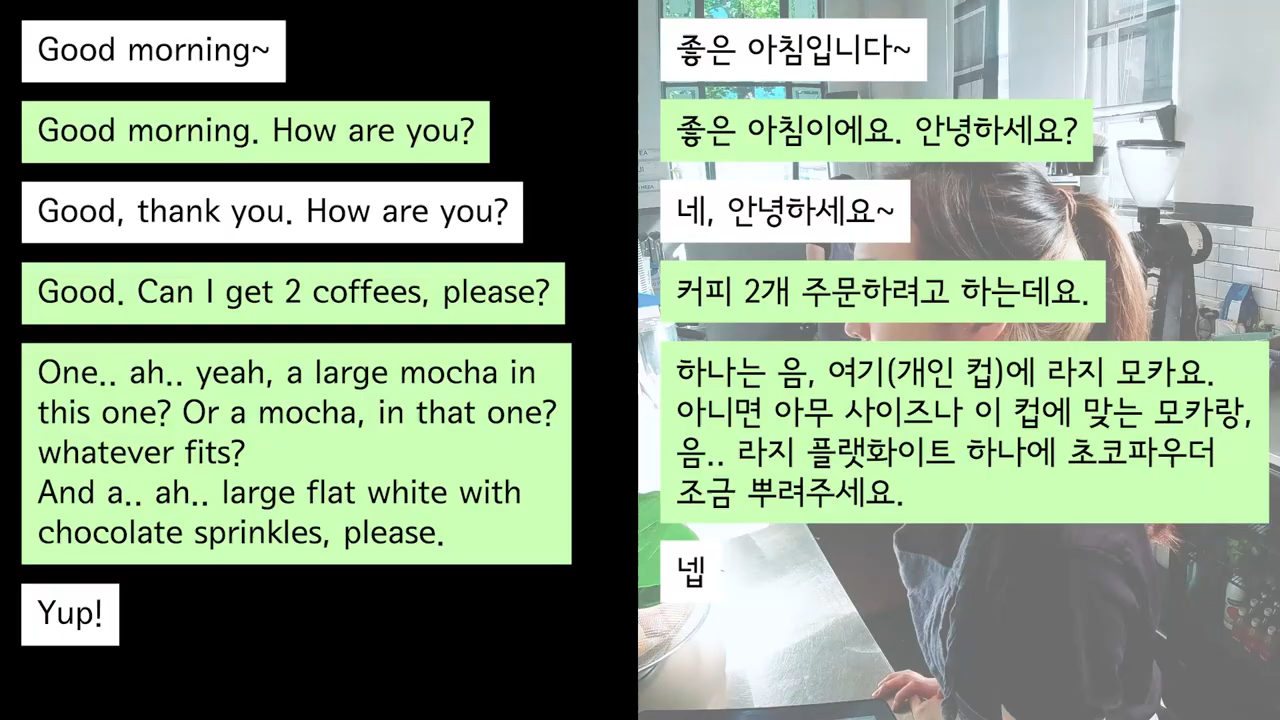 Good morning~
Good morning. How are you?
Good, thank you. How are you?
Good. Can I get 2 coffees, please?
One.. ah.. yeah, a large mocha in
this one? Or a mocha, in that one?
whatever fits?
And a.. ah.. large flat white with
chocolate sprinkles, please.
Yup!
좋은 아침입니다~
좋은 아침이에요. 안녕하세요?
네, 안녕하세요~
커피 2개 주문하려고 하는데요.
하나는 음, 여기(개인 컵)에 라지 모카요.
아니면 아무 사이즈나 이 컵에 맞는 모카랑,
음.. 라지 플랫화이트 하나에 초코파우더
조금 뿌려주세요.
넵